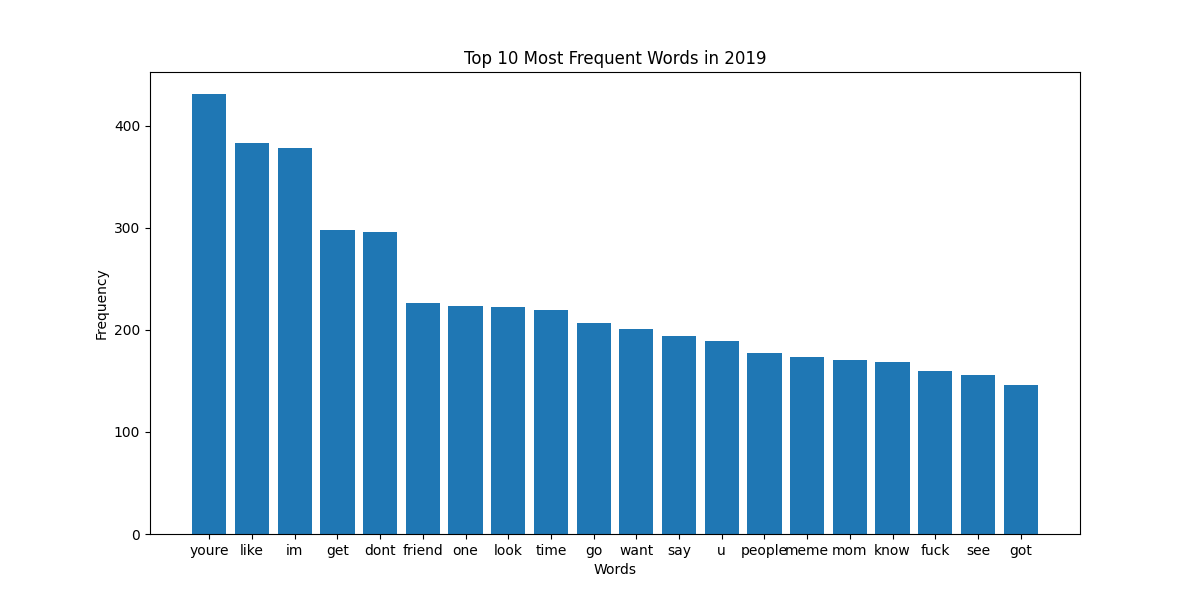 Top 10 Most Frequent Words in 2019
400
300
200
100
0
Frequency
youre like im get dont friend one look time go want say u people meme mom know fuck see got
Words